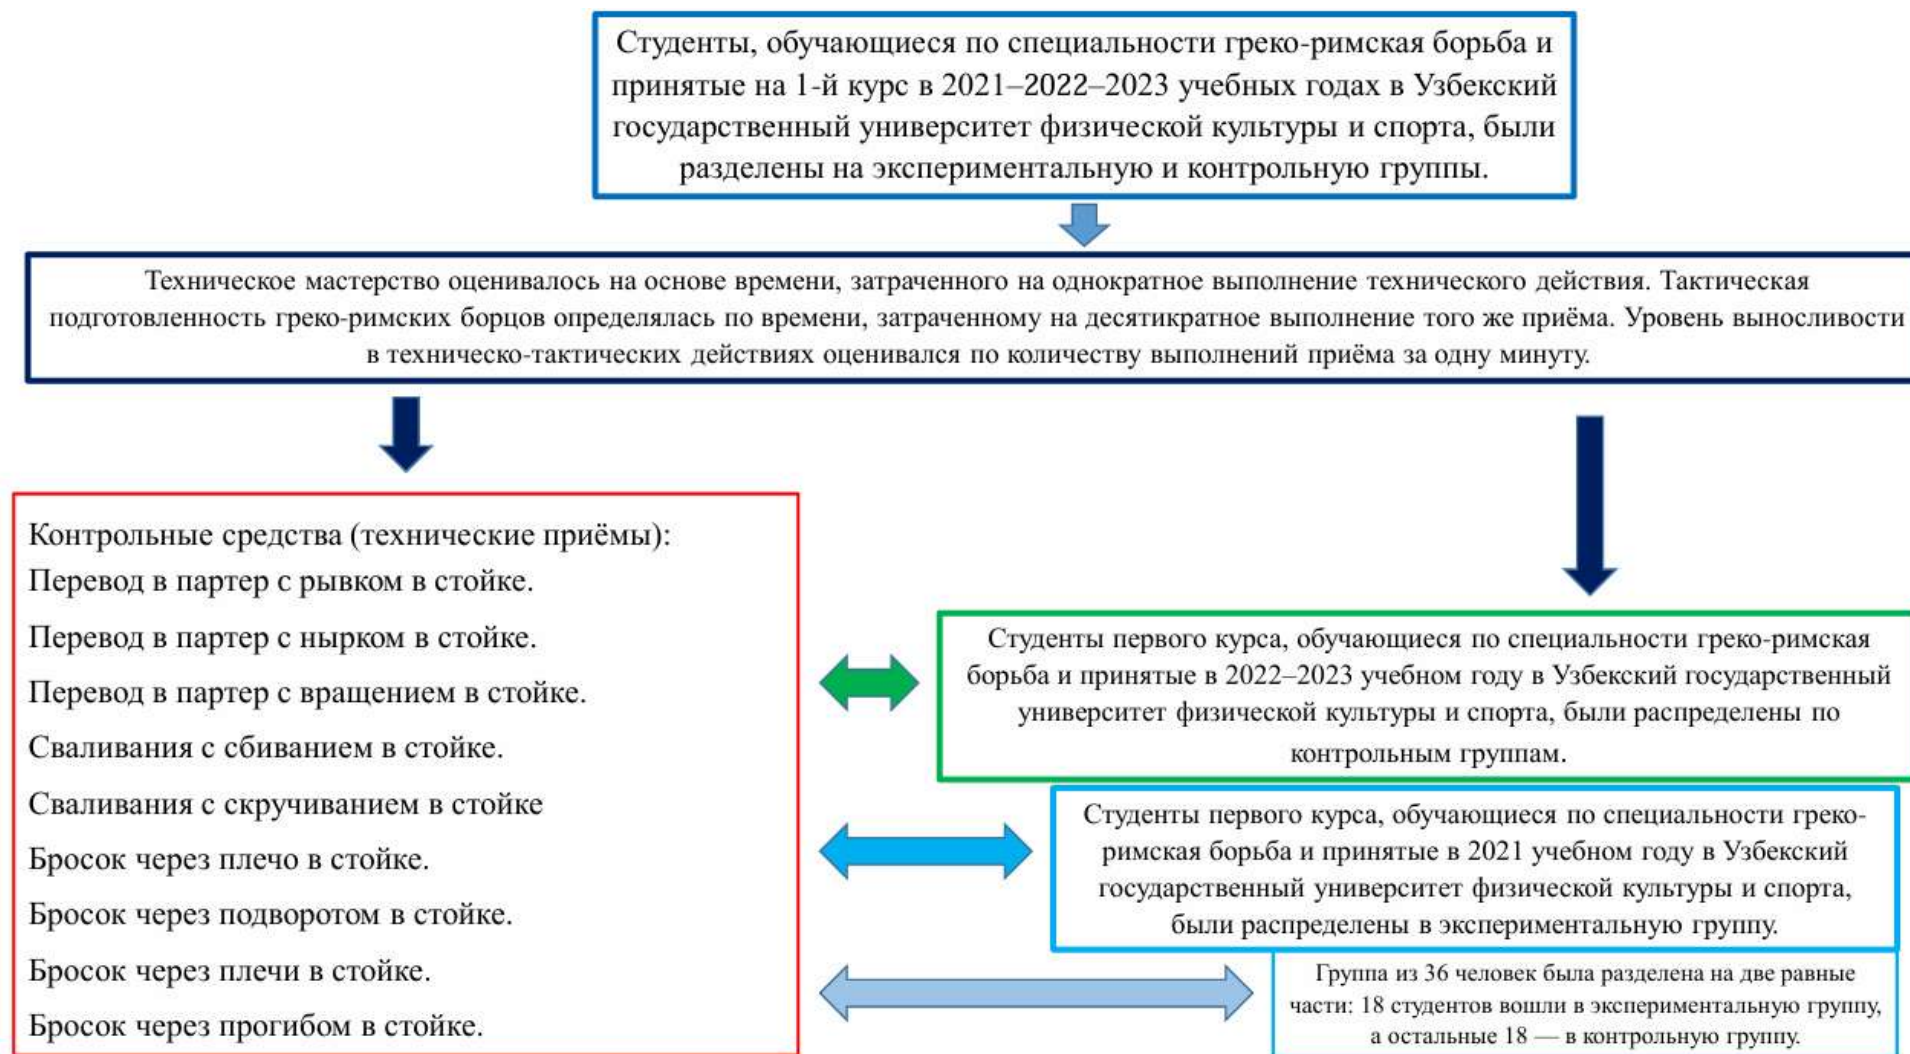 Студенты, обучающиеся по специальности греко-римская борьба и
принятые на 1-й курс в 2021–2022–2023 учебных годах в Узбекский
государственный университет физической культуры и спорта, были
разделены на экспериментальную и контрольную группы.
Техническое мастерство оценивалось на основе времени, затраченного на однократное выполнение технического действия. Тактическая
подготовленность греко-римских борцов определялась по времени, затраченному на десятикратное выполнение того же приёма. Уровень выносливости
в техническо-тактических действиях оценивался по количеству выполнений приёма за одну минуту.
Контрольные средства (технические приёмы):
Перевод в партер с рывком в стойке.
Перевод в партер с нырком в стойке.
Перевод в партер с вращением в стойке.
Сваливания с сбиванием в стойке.
Сваливания с скручиванием в стойке
Бросок через плечо в стойке.
Бросок через подворотом в стойке.
Бросок через плечи в стойке.
Бросок через прогибом в стойке.
Студенты первого курса, обучающиеся по специальности греко-римская
борьба и принятые в 2022–2023 учебном году в Узбекский государственный
университет физической культуры и спорта, были распределены по
контрольным группам.
Студенты первого курса, обучающиеся по специальности греко-
римская борьба и принятые в 2021 учебном году в Узбекский
государственный университет физической культуры и спорта,
были распределены в экспериментальную группу.
Группа из 36 человек была разделена на две равные
части: 18 студентов вошли в экспериментальную группу,
а остальные 18 — в контрольную группу.